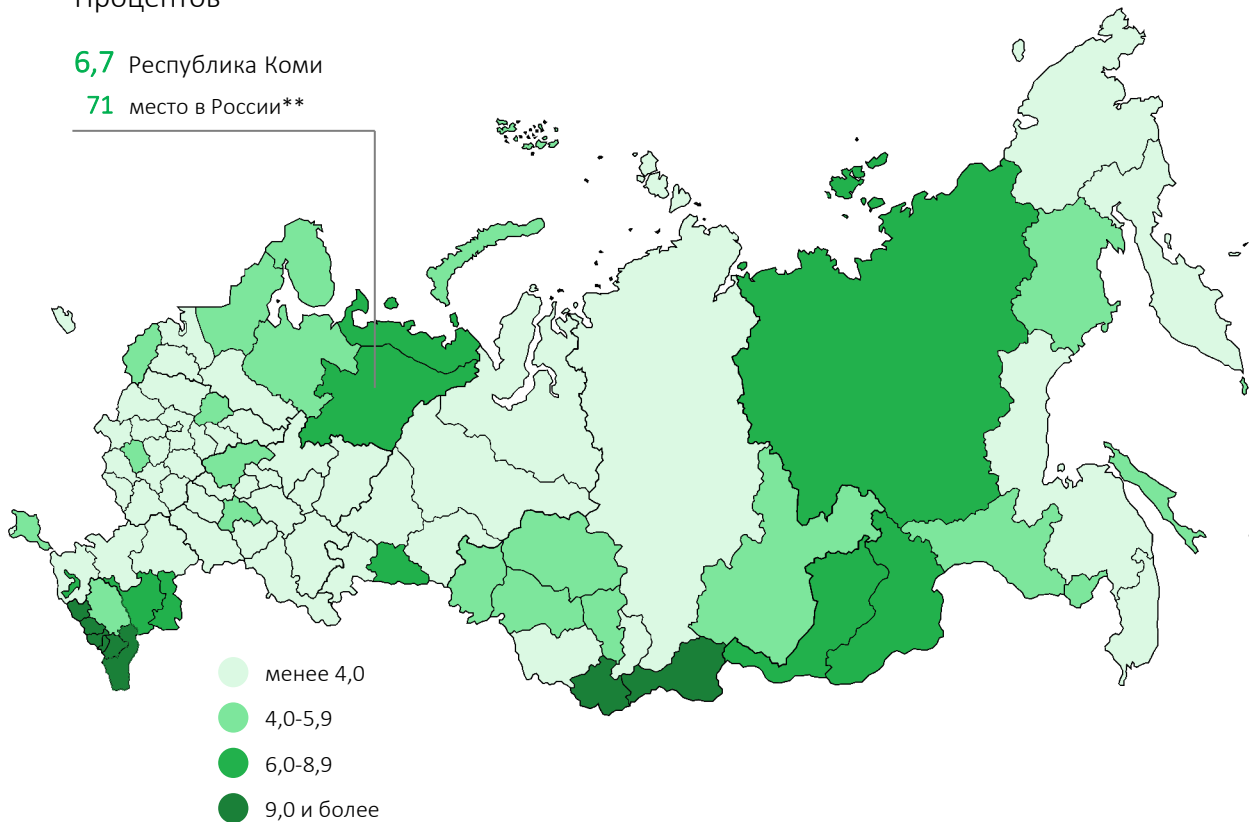 Процентов
6,7 Республика Коми
71 место в России**
менее 4,0
4,0-5,9
6,0-8,9
9,0 и более